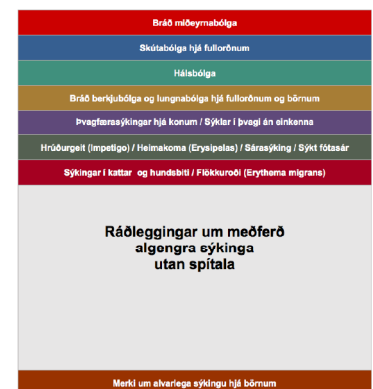 Bráð miðeyrnabólga
Skútabólga hjá fullorðnum
Hálsbólga
Bráð berkjubólga og lungnabólga hjá fullorðnum og börnum
Þvagfærasýkingar hjá konum / Sýklar í þvagi án einkenna
Hrúðurgeit (Impetigo) / Heimakoma (Erysipelas) / Sárasýking / Sýkt fótasár
Sýkingar í kattar og hundsbiti / Flökkuroði (Erythema migrans)
Ráðleggingar um meðferð
algengra sýkinga
utan spítala
Merki um alvarlega sýkingu hjá börnum